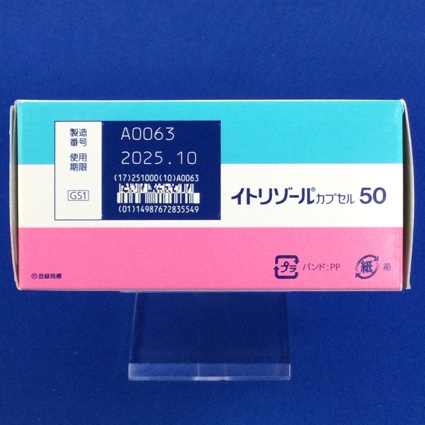 製造番号 A0063
使用期限 2025.10
GS1
(17)251000(10)A0063
(01)14987672835549
イトリゾール®カプセル 50
プラ バンド:PP 紙 箱
Ⓡ登録商標